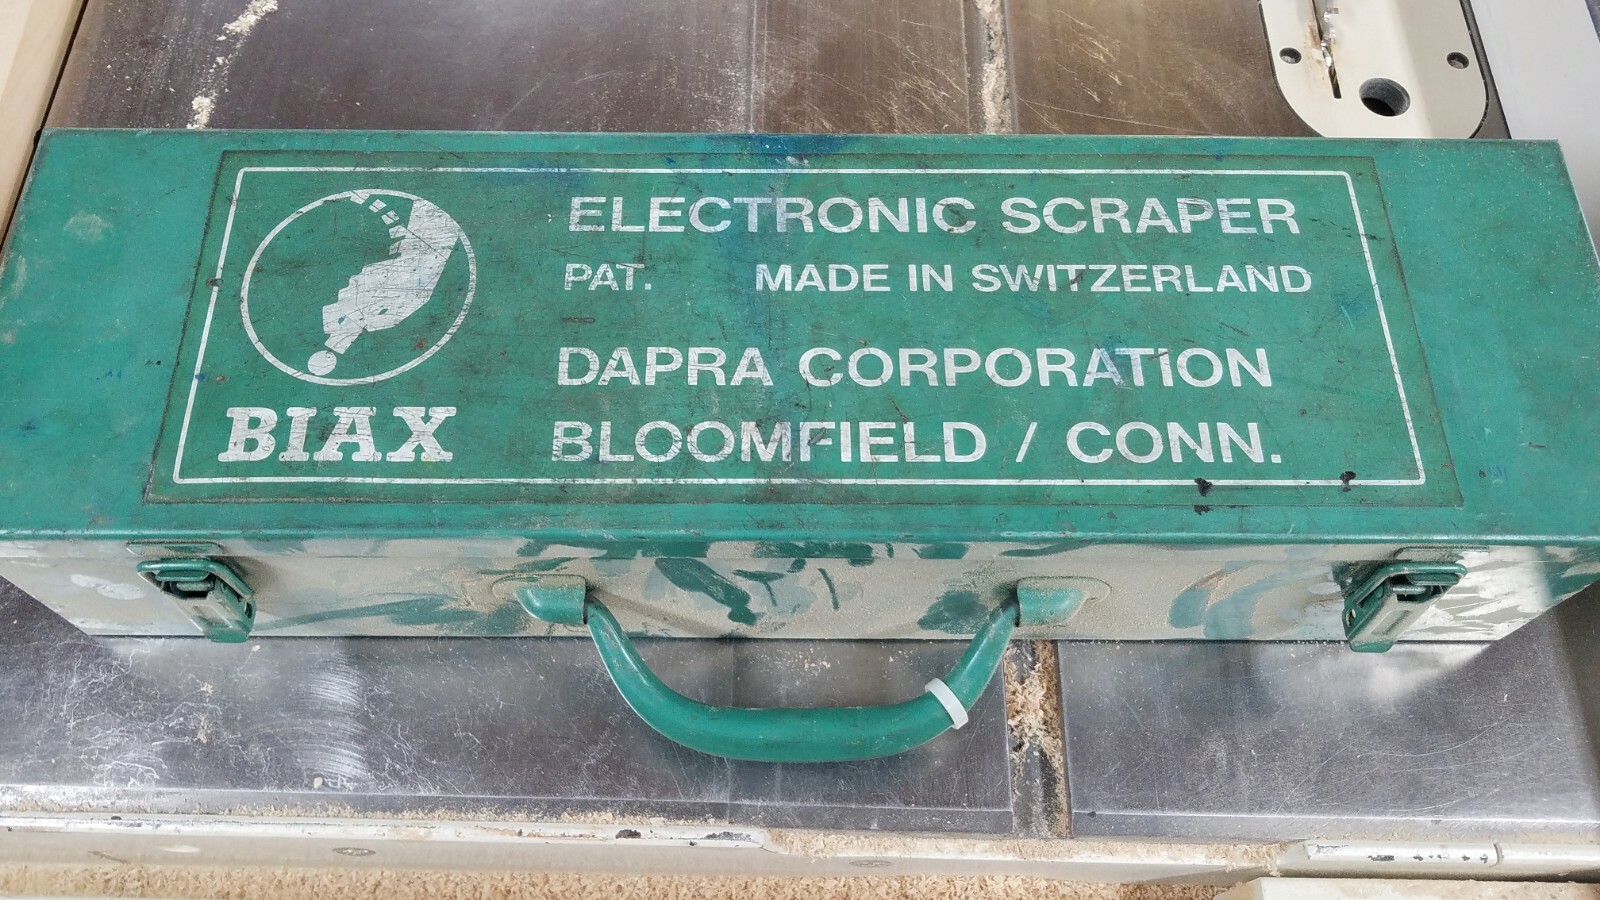 ELECTRONIC SCRAPER
PAT. MADE IN SWITZERLAND
DAPRA CORPORATION
BLOOMFIELD / CONN.
BIAX